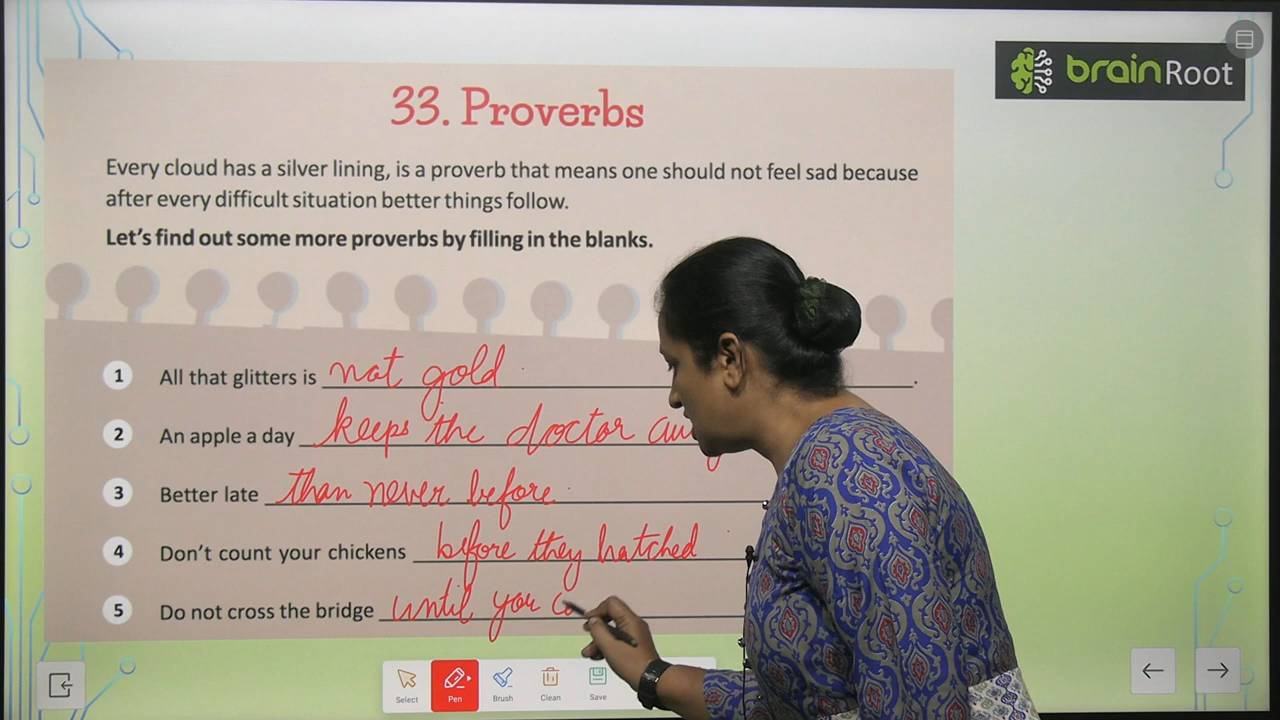 brainRoot
33. Proverbs
Every cloud has a silver lining, is a proverb that means one should not feel sad because
after every difficult situation better things follow.
Let's find out some more proverbs by filling in the blanks.
1 All that glitters is not gold.
2 An apple a day keeps the doctor
3 Better late than never before.
4 Don't count your chickens before they hatched
5 Do not cross the bridge until you
Select Pen Brush Clean Save